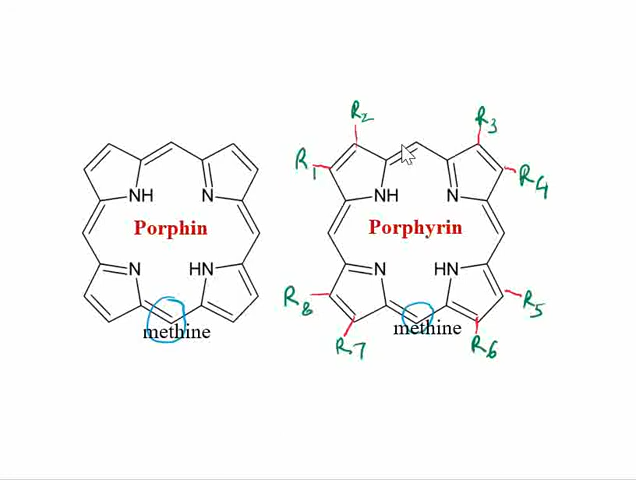 R2
R3
R1
R4
NH
N
NH
N
Porphin
Porphyrin
N
HN
N
HN
R8
R5
methine
methine
R7
R6